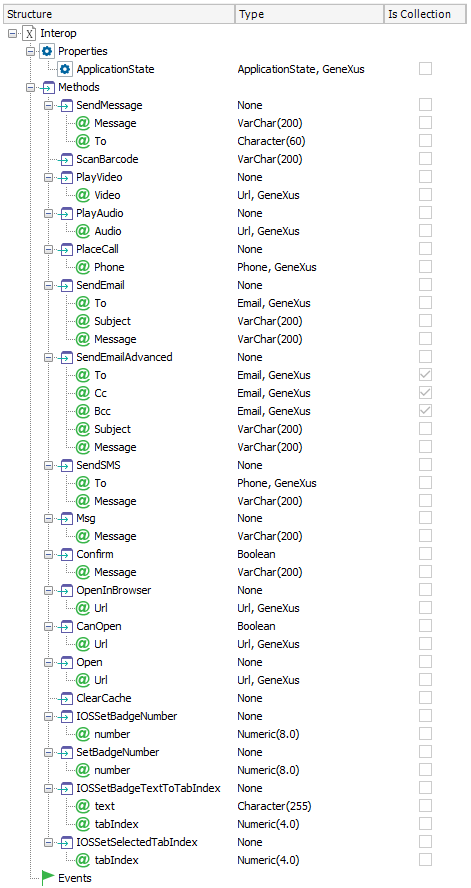 Structure Type Is Collection
X Interop
Properties
ApplicationState ApplicationState, GeneXus
Methods
SendMessage None
@ Message VarChar(200)
@ To Character(60)
ScanBarcode VarChar(200)
PlayVideo None
@ Video Url, GeneXus
PlayAudio None
@ Audio Url, GeneXus
PlaceCall None
@ Phone Phone, GeneXus
SendEmail None
@ To Email, GeneXus
@ Subject VarChar(200)
@ Message VarChar(200)
SendEmailAdvanced None
@ To Email, GeneXus
@ Cc Email, GeneXus
@ Bcc Email, GeneXus
@ Subject VarChar(200)
@ Message VarChar(200)
SendSMS None
@ To Phone, GeneXus
@ Message VarChar(200)
Msg None
@ Message VarChar(200)
Confirm Boolean
@ Message VarChar(200)
OpenInBrowser None
@ Url Url, GeneXus
CanOpen Boolean
@ Url Url, GeneXus
Open None
@ Url Url, GeneXus
ClearCache None
IOSSetBadgeNumber None
@ number Numeric(8.0)
SetBadgeNumber None
@ number Numeric(8.0)
IOSSetBadgeTextToTabIndex None
@ text Character(255)
@ tabIndex Numeric(4.0)
IOSSetSelectedTabIndex None
@ tabIndex Numeric(4.0)
Events